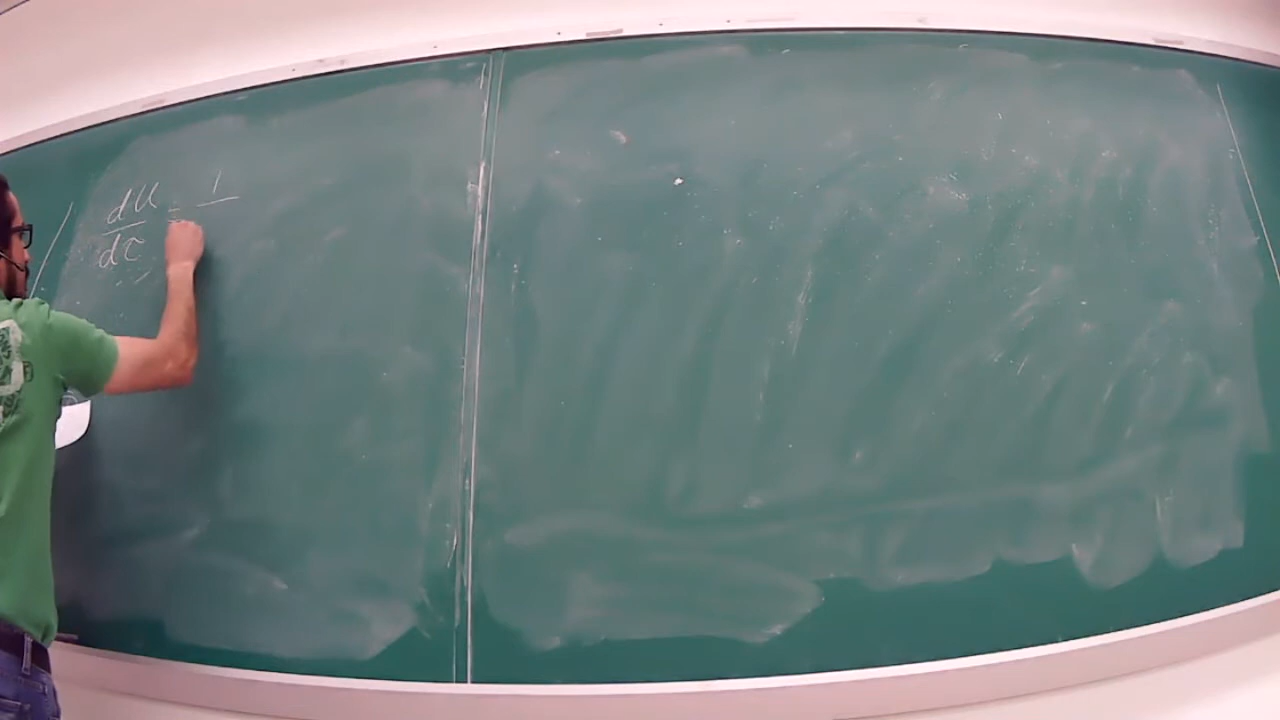 dU/dτ = 1/